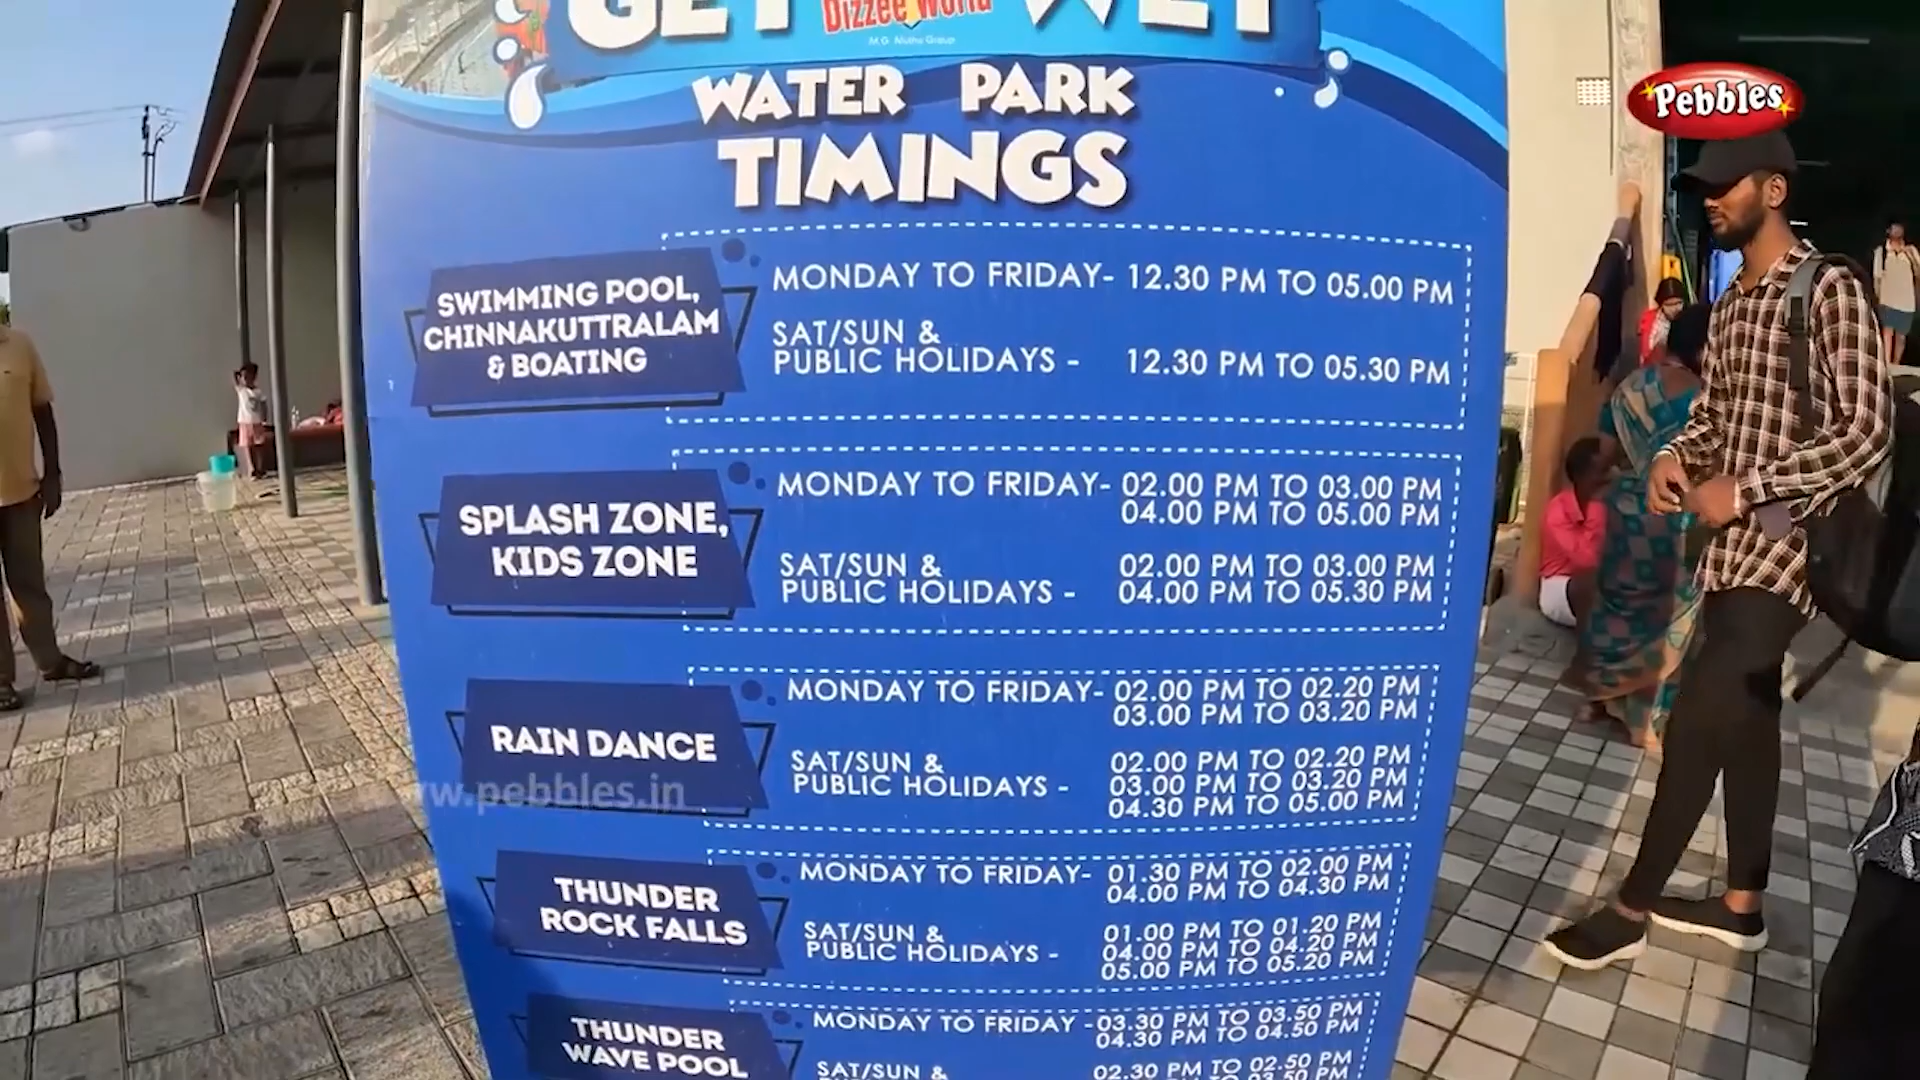 GET WET
Dizzee World
M.G. Muthu Group
Pebbles
WATER PARK
TIMINGS
SWIMMING POOL,
CHINNAKUTTRALAM
& BOATING
MONDAY TO FRIDAY- 12.30 PM TO 05.00 PM
SAT/SUN &
PUBLIC HOLIDAYS - 12.30 PM TO 05.30 PM
SPLASH ZONE,
KIDS ZONE
MONDAY TO FRIDAY- 02.00 PM TO 03.00 PM
04.00 PM TO 05.00 PM
SAT/SUN & 02.00 PM TO 03.00 PM
PUBLIC HOLIDAYS - 04.00 PM TO 05.30 PM
RAIN DANCE
MONDAY TO FRIDAY- 02.00 PM TO 02.20 PM
03.00 PM TO 03.20 PM
SAT/SUN & 02.00 PM TO 02.20 PM
PUBLIC HOLIDAYS - 03.00 PM TO 03.20 PM
04.30 PM TO 05.00 PM
www.pebbles.in
THUNDER
ROCK FALLS
MONDAY TO FRIDAY- 01.30 PM TO 02.00 PM
04.00 PM TO 04.30 PM
SAT/SUN & 01.00 PM TO 01.20 PM
PUBLIC HOLIDAYS - 04.00 PM TO 04.20 PM
05.00 PM TO 05.20 PM
THUNDER
WAVE POOL
MONDAY TO FRIDAY - 03.30 PM TO 03.50 PM
04.30 PM TO 04.50 PM
SAT/SUN & 02.30 PM TO 02.50 PM